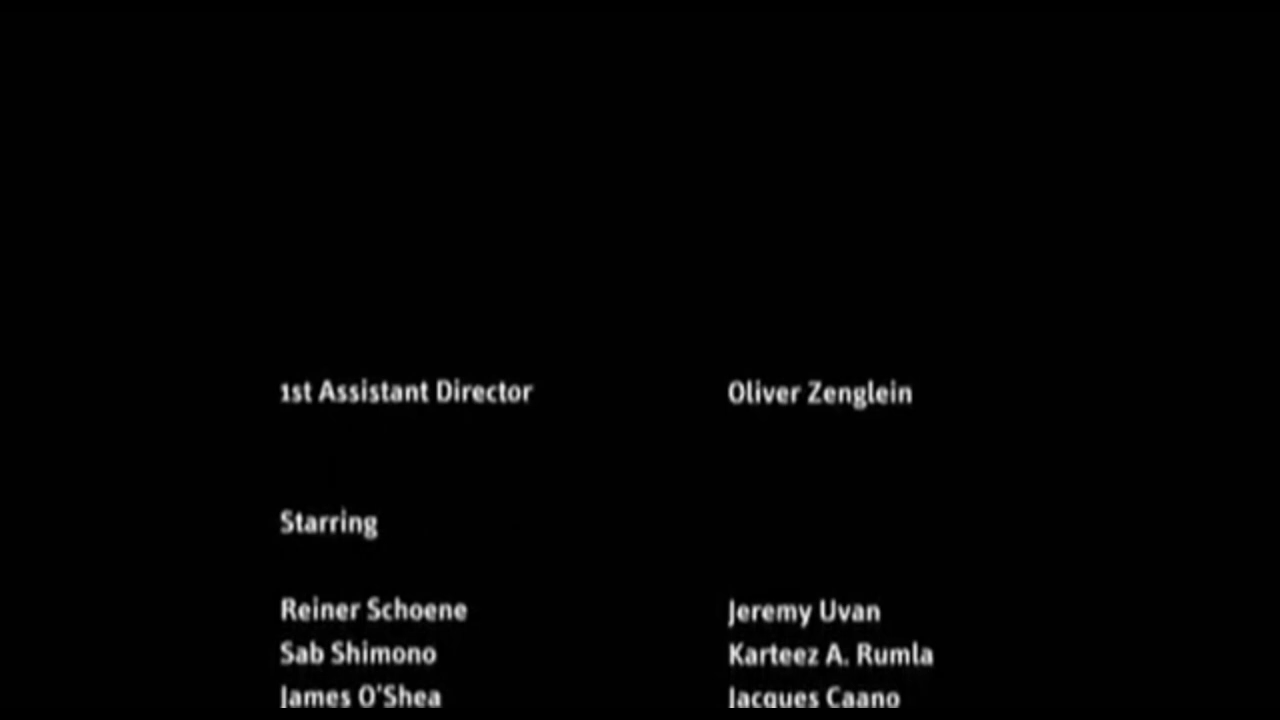 1st Assistant Director Oliver Zenglein
Starring
Reiner Schoene Jeremy Uvan
Sab Shimono Karteez A. Rumla
James O'Shea Jacques Caano